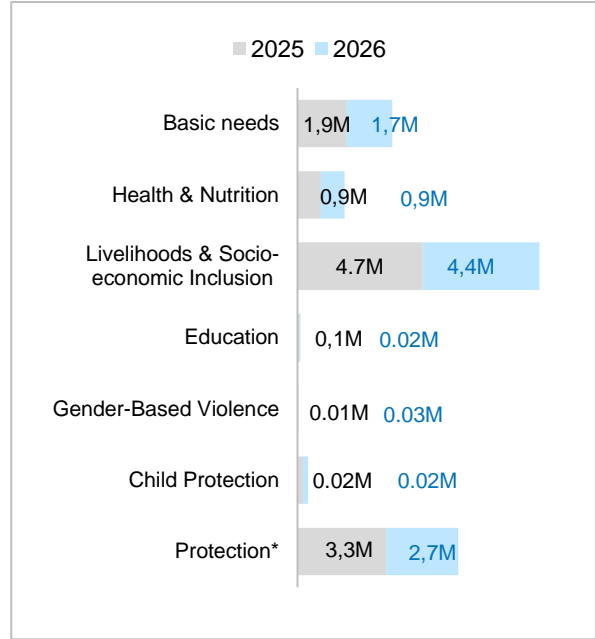 2025 2026
Basic needs 1,9M 1,7M
Health & Nutrition 0,9M 0,9M
Livelihoods & Socio-
economic Inclusion 4.7M 4,4M
Education 0,1M 0.02M
Gender-Based Violence 0.01M 0.03M
Child Protection 0.02M 0.02M
Protection* 3,3M 2,7M